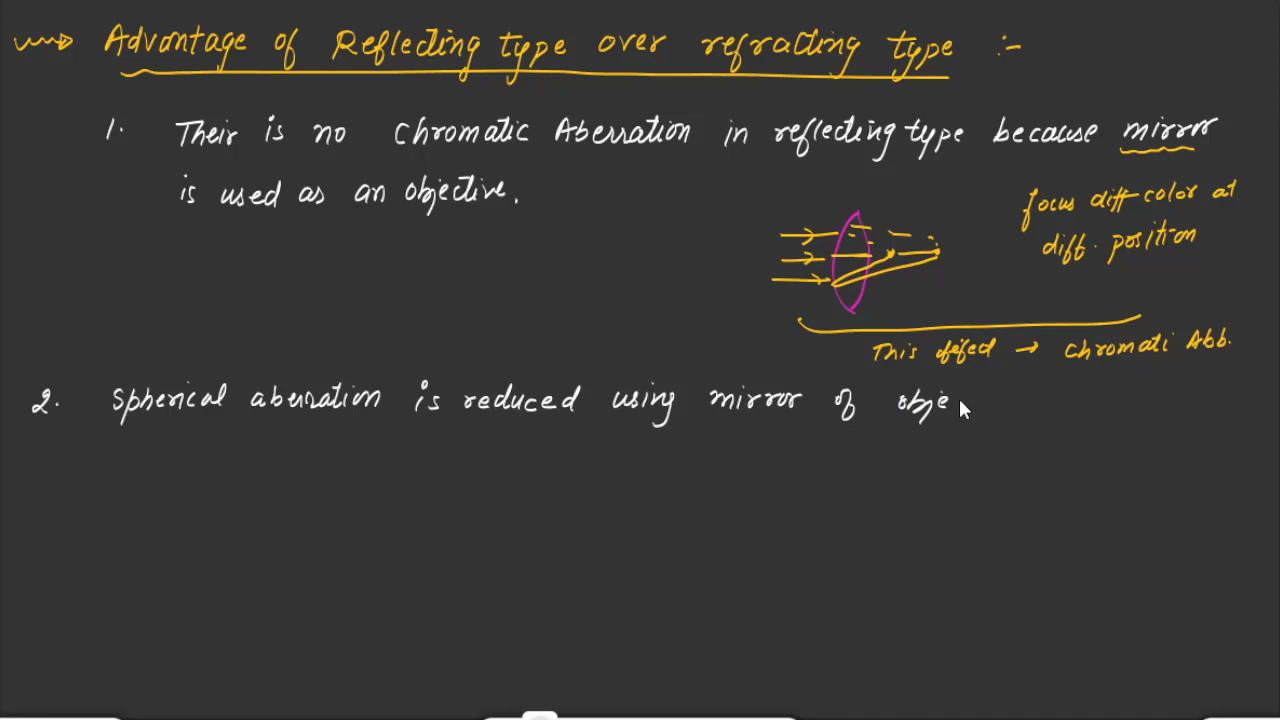 Advantage of Reflecting type over refracting type :-
1. Their is no Chromatic Aberration in reflecting type because mirror
is used as an objective.
focus diff color at
diff. position
This defect → Chromati Abb.
2. Spherical aberration is reduced using mirror of obje